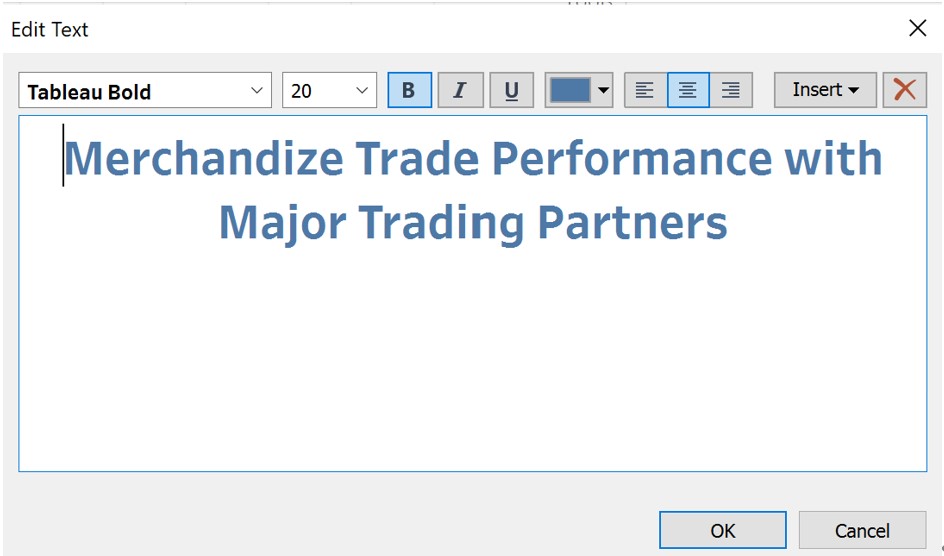 Edit Text
Tableau Bold 20 B I U Insert
Merchandize Trade Performance with
Major Trading Partners
OK Cancel